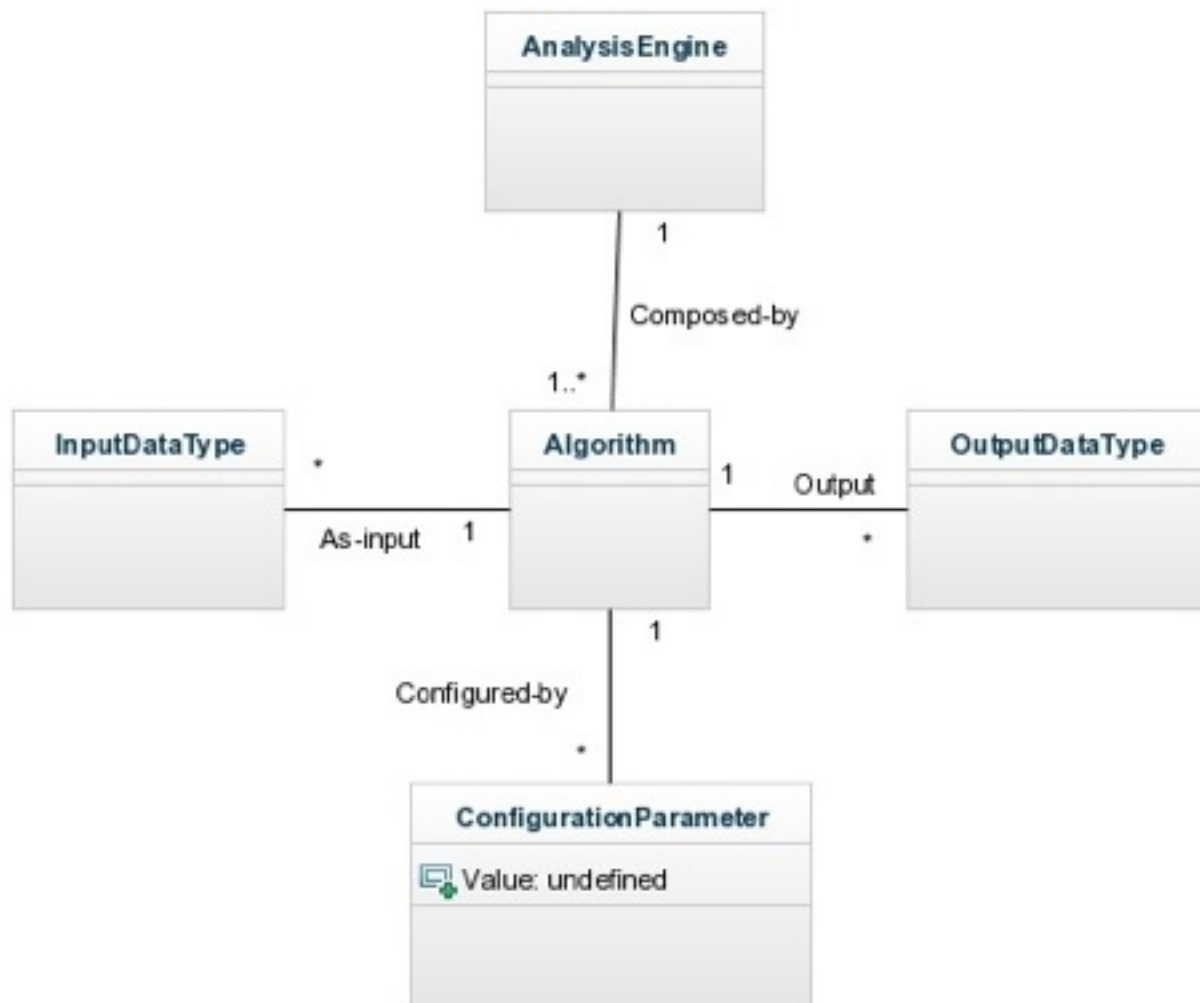 AnalysisEngine
1
Composed-by
1..*
InputDataType
*
As-input
1
Algorithm
1
Output
*
OutputDataType
1
Configured-by
*
ConfigurationParameter
Value: undefined